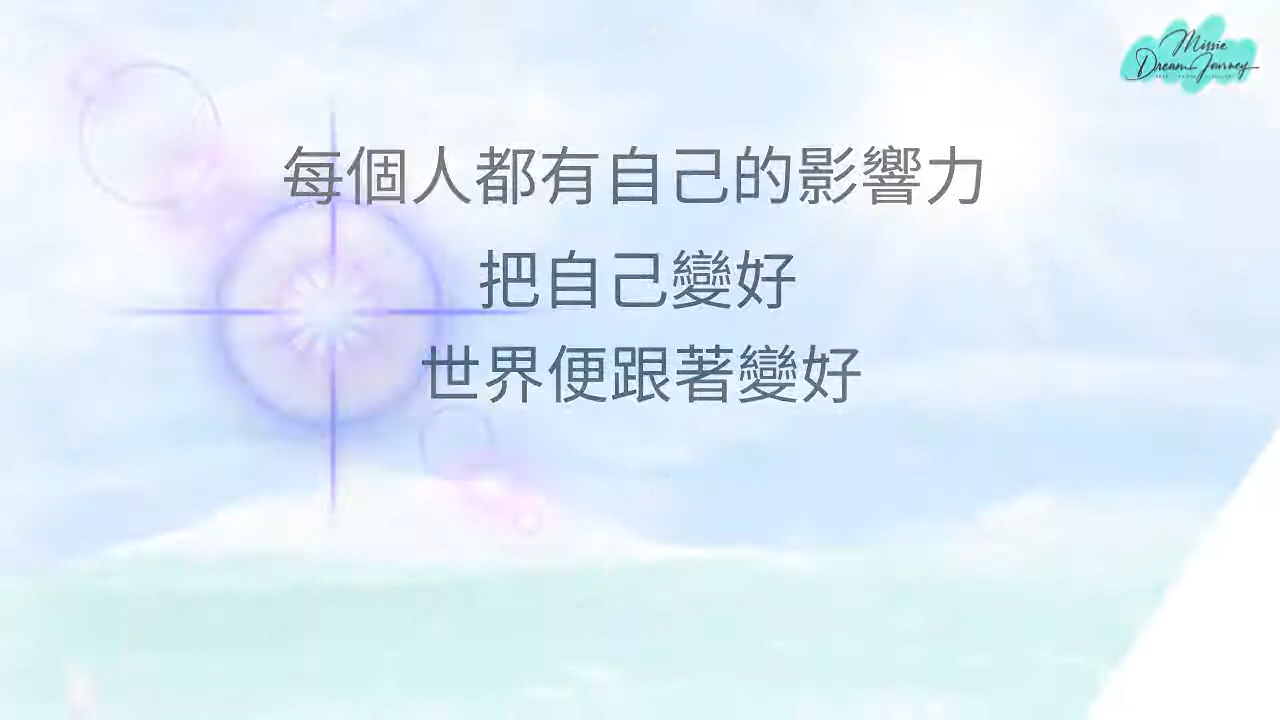 Missie
Dream Journey
每個人都有自己的影響力
把自己變好
世界便跟著變好